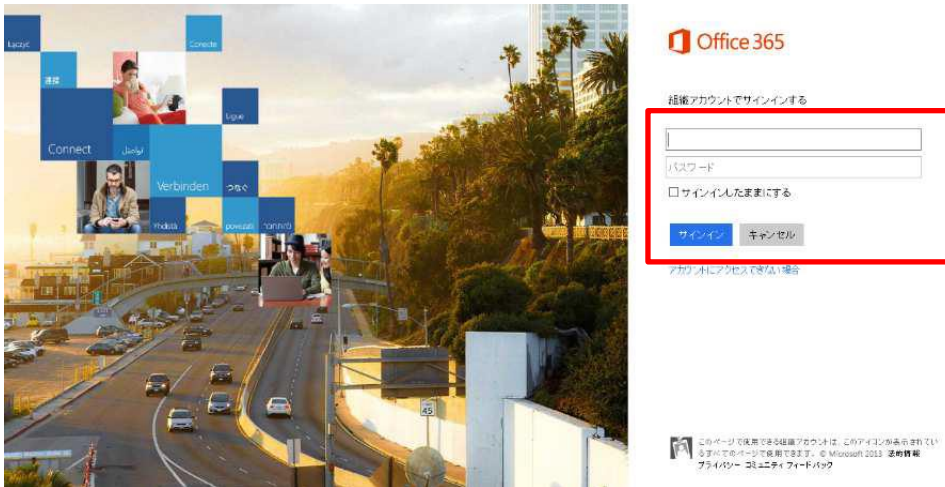 Łączyć
Conecte
連接
Ligue
Connect
تواصل
Verbinden
つなぐ
Yhdistä
povezati
45
Office 365
組織アカウントでサインインする
パスワード
サインインしたままにする
サインイン キャンセル
アカウントにアクセスできない場合
このページで使用できる組織アカウントは、このアイコンが表示されてい
るすべてのページで使用できます。 © Microsoft 2013 法的情報
プライバシー コミュニティ フィードバック